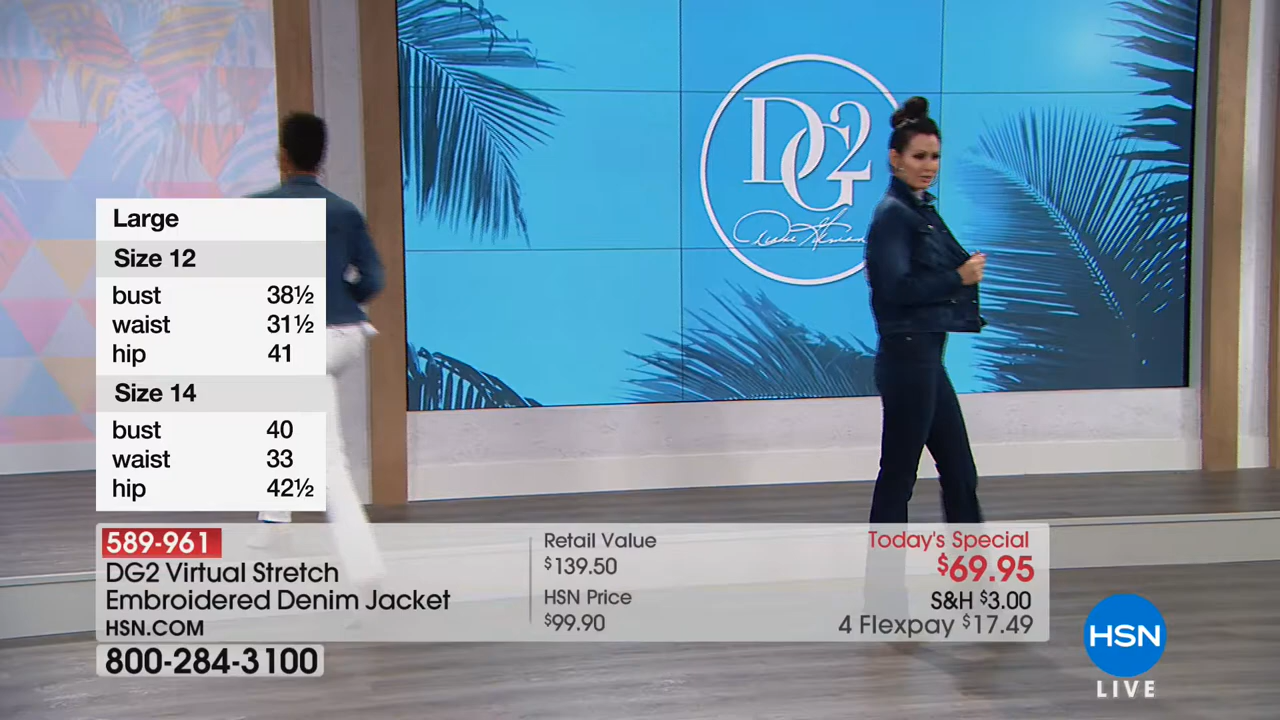 DG2
Large
Size 12
bust 38½
waist 31½
hip 41
Size 14
bust 40
waist 33
hip 42½
589-961
DG2 Virtual Stretch
Embroidered Denim Jacket
HSN.COM
800-284-3100
Retail Value
$139.50
HSN Price
$99.90
Today's Special
$69.95
S&H $3.00
4 Flexpay $17.49
HSN
LIVE